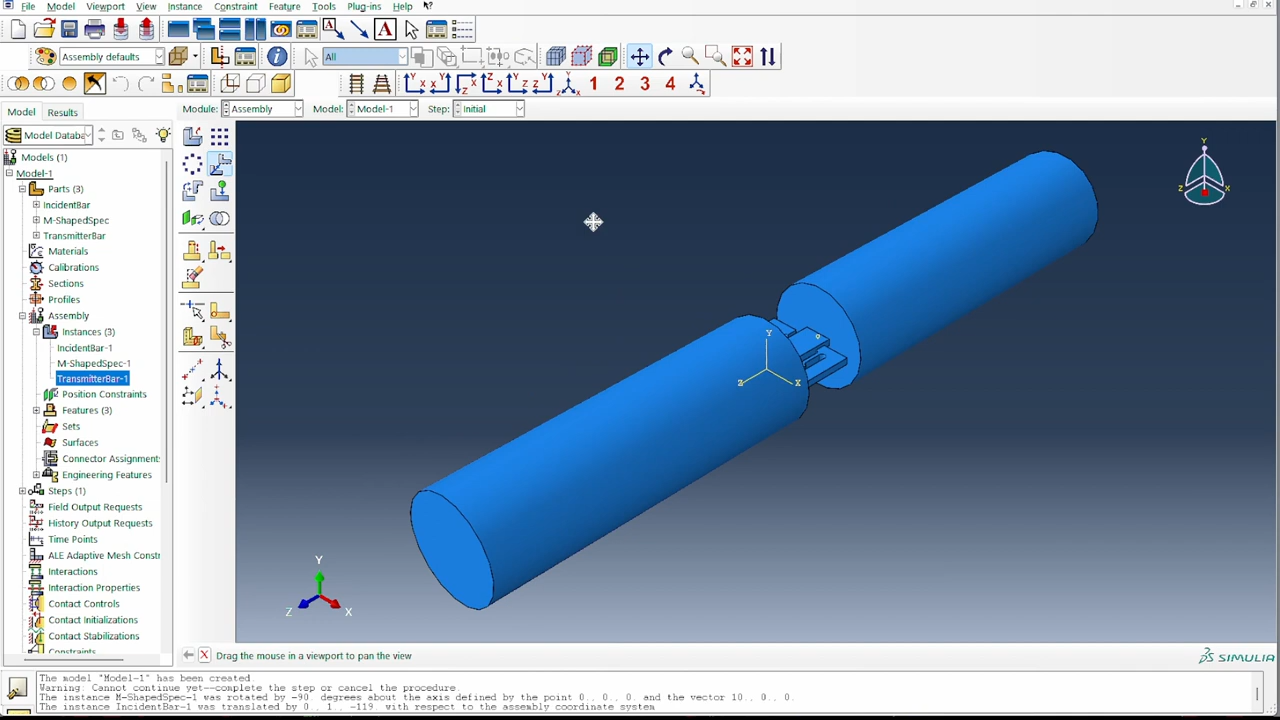 File Model Viewport View Instance Constraint Feature Tools Plug-ins Help
A A
Assembly defaults All
1 2 3 4
Model Results Module: Assembly Model: Model-1 Step: Initial
Model Databa
Models (1)
Model-1
Parts (3)
IncidentBar
M-ShapedSpec
TransmitterBar
Materials
Calibrations
Sections
Profiles
Assembly
Instances (3)
IncidentBar-1
M-ShapedSpec-1
TransmitterBar-1
Position Constraints
Features (3)
Sets
Surfaces
Connector Assignment
Engineering Features
Steps (1)
Field Output Requests
History Output Requests
Time Points
ALE Adaptive Mesh Constr
Interactions
Interaction Properties
Contact Controls
Contact Initializations
Contact Stabilizations
Constraints
Y
Z X
Y
Z X
Y
Z X
Drag the mouse in a viewport to pan the view
SIMULIA
The model "Model-1" has been created.
Warning: Cannot continue yet--complete the step or cancel the procedure.
The instance M-ShapedSpec-1 was rotated by -90. degrees about the axis defined by the point 0., 0., 0. and the vector 10., 0., 0.
The instance IncidentBar-1 was translated by 0., 1., -119. with respect to the assembly coordinate system